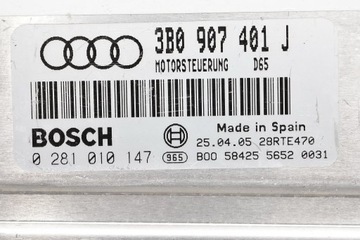 3B0 907 401 J
MOTORSTEUERUNG D65
BOSCH
Made in Spain
25.04.05 28RTE470
0 281 010 147 965 B00 58425 5652 0031